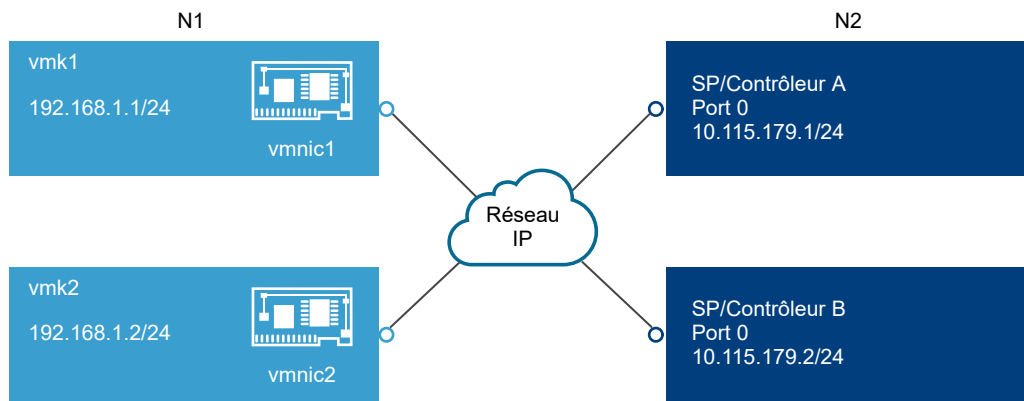 N1
N2
vmk1
192.168.1.1/24
vmnic1
SP/Contrôleur A
Port 0
10.115.179.1/24
Réseau
IP
vmk2
192.168.1.2/24
vmnic2
SP/Contrôleur B
Port 0
10.115.179.2/24